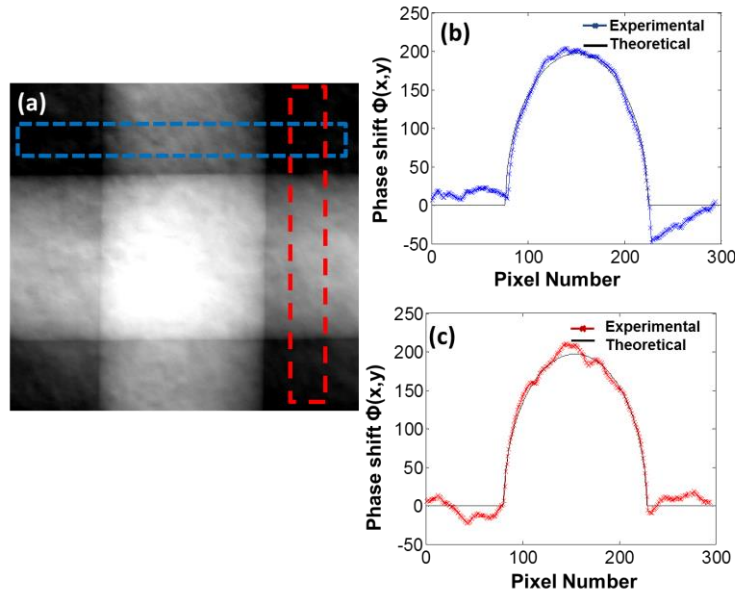 (a)
(b)
Experimental
Theoretical
Phase shift Φ(x,y)
250
200
150
100
50
0
-50
0
100
200
300
Pixel Number
(c)
Experimental
Theoretical
Phase shift Φ(x,y)
250
200
150
100
50
0
-50
0
100
200
300
Pixel Number